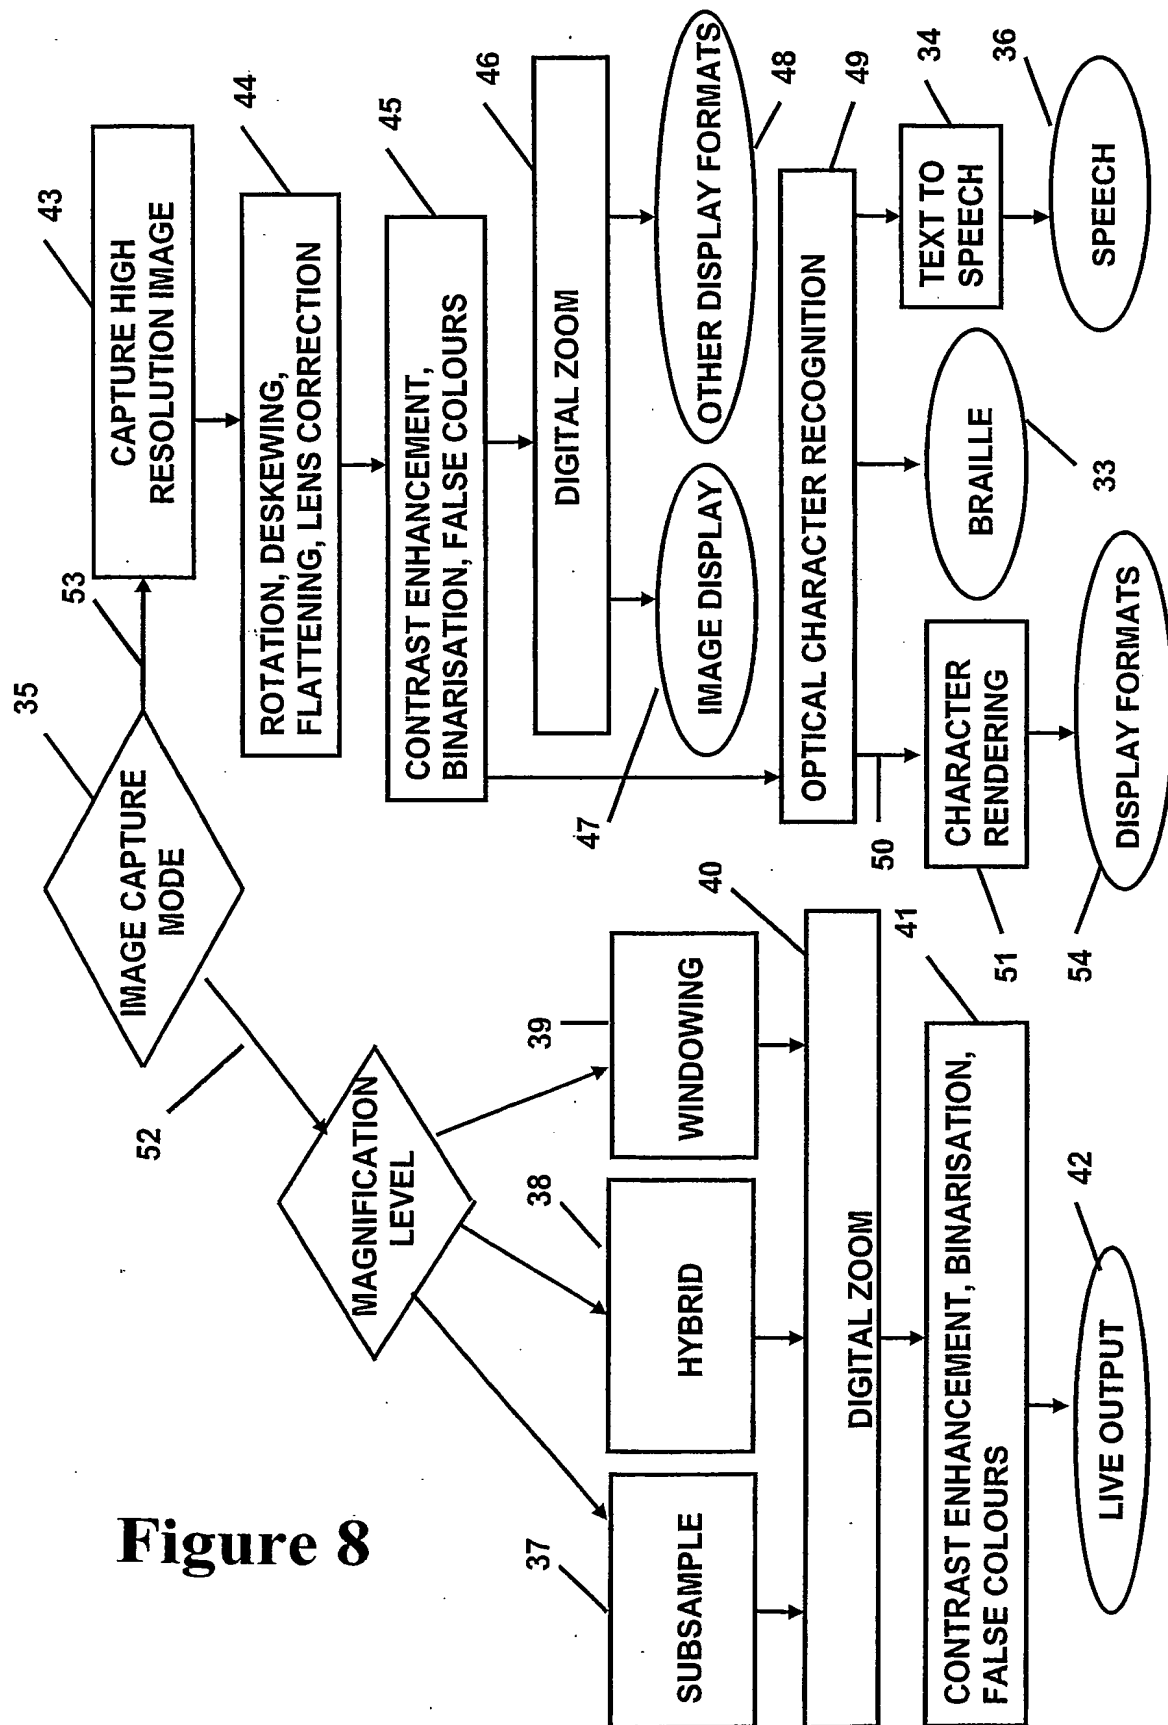 35
IMAGE CAPTURE
MODE
53
52
43
CAPTURE HIGH
RESOLUTION IMAGE
44
ROTATION, DESKEWING,
FLATTENING, LENS CORRECTION
45
CONTRAST ENHANCEMENT,
BINARISATION, FALSE COLOURS
46
DIGITAL ZOOM
47
IMAGE DISPLAY
OTHER DISPLAY FORMATS
48
49
OPTICAL CHARACTER RECOGNITION
50
CHARACTER
RENDERING
51
DISPLAY FORMATS
54
BRAILLE
33
34
TEXT TO
SPEECH
36
SPEECH
MAGNIFICATION
LEVEL
37
SUBSAMPLE
38
HYBRID
39
WINDOWING
40
DIGITAL ZOOM
41
CONTRAST ENHANCEMENT, BINARISATION,
FALSE COLOURS
42
LIVE OUTPUT
Figure 8